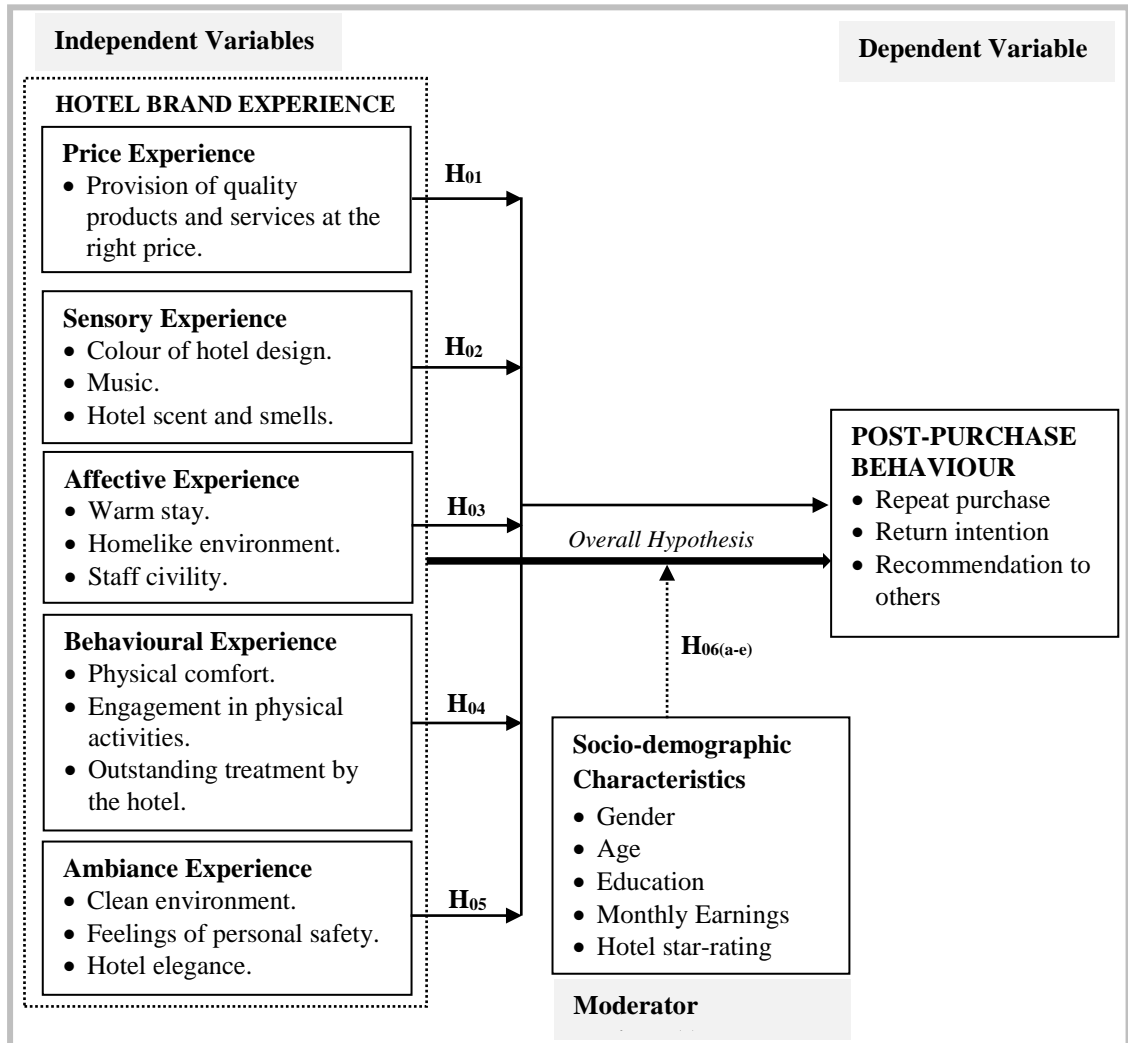 Independent Variables
Dependent Variable
HOTEL BRAND EXPERIENCE
Price Experience
• Provision of quality
products and services at the
right price.
H01
Sensory Experience
• Colour of hotel design.
• Music.
• Hotel scent and smells.
H02
Affective Experience
• Warm stay.
• Homelike environment.
• Staff civility.
H03
Behavioural Experience
• Physical comfort.
• Engagement in physical
activities.
• Outstanding treatment by
the hotel.
H04
Ambiance Experience
• Clean environment.
• Feelings of personal safety.
• Hotel elegance.
H05
Overall Hypothesis
H06(a-e)
POST-PURCHASE
BEHAVIOUR
• Repeat purchase
• Return intention
• Recommendation to
others
Socio-demographic
Characteristics
• Gender
• Age
• Education
• Monthly Earnings
• Hotel star-rating
Moderator